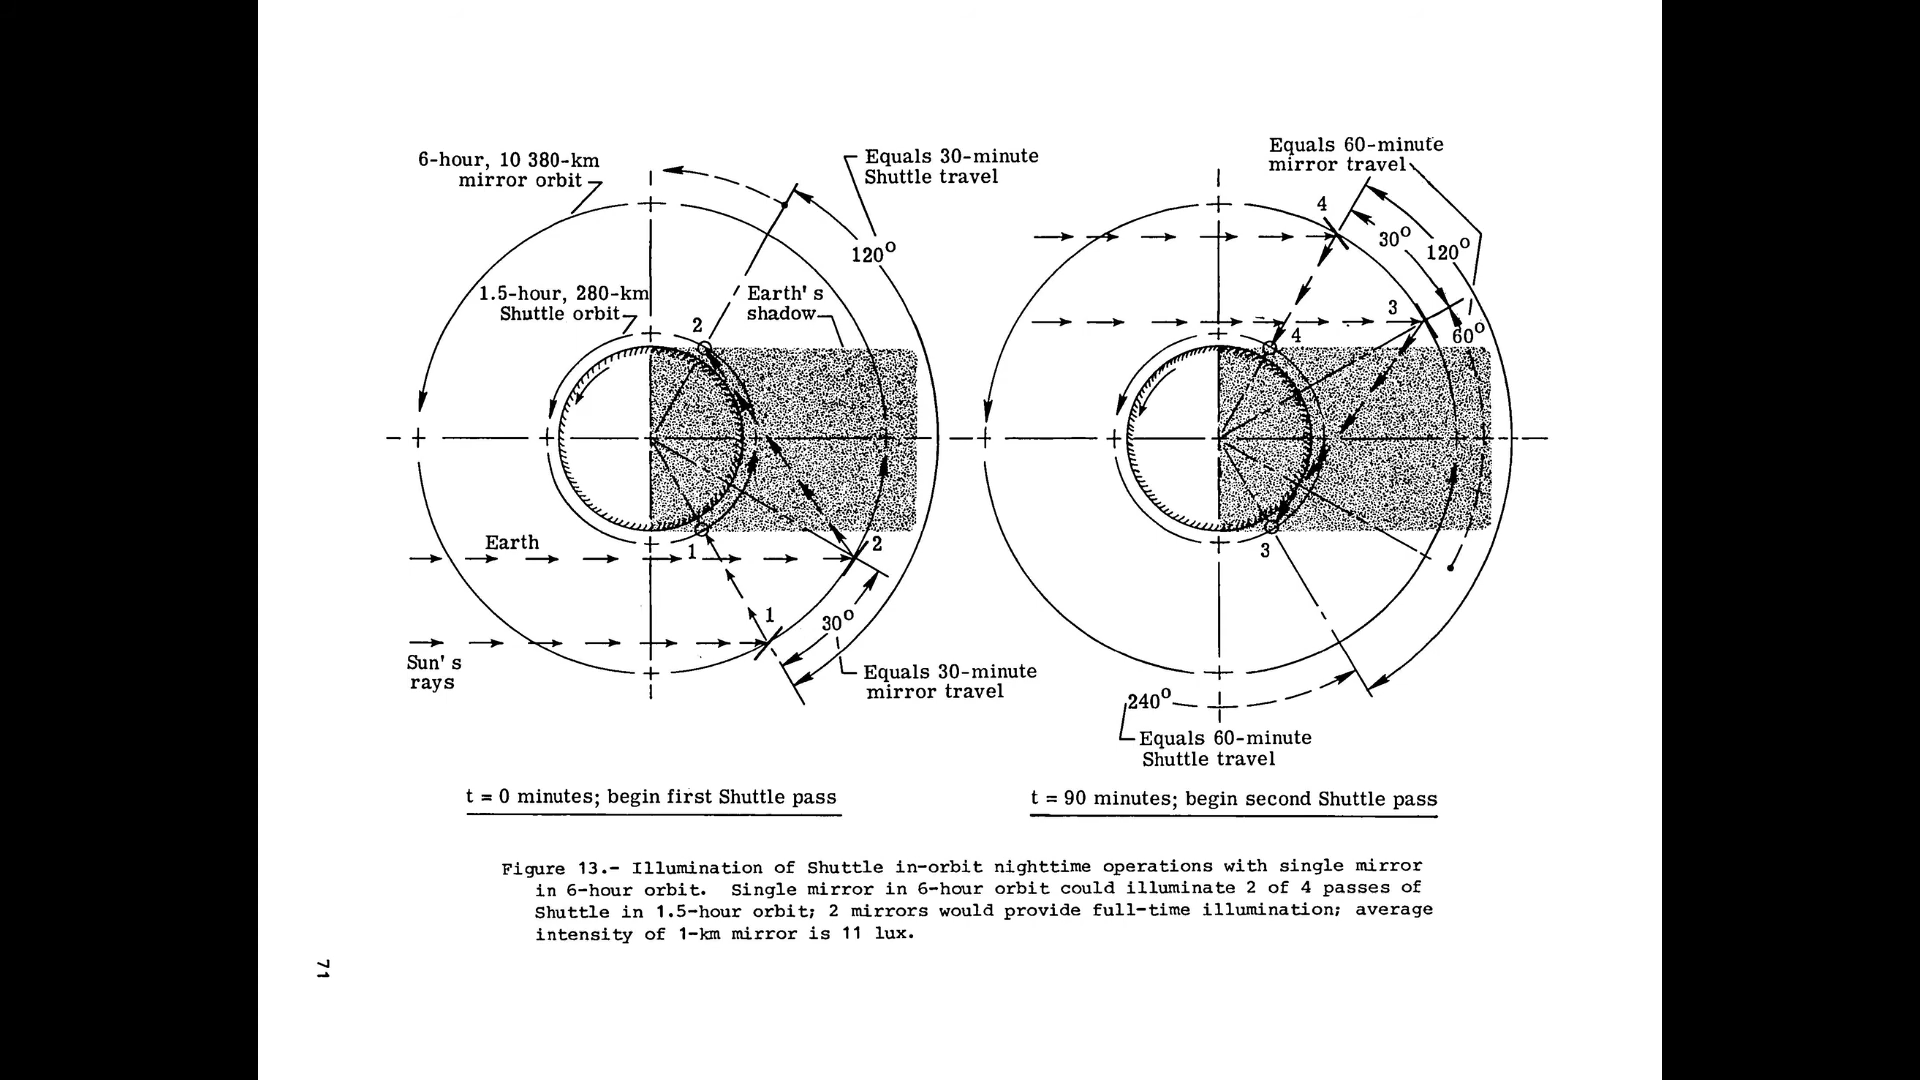 6-hour, 10 380-km
mirror orbit
Equals 30-minute
Shuttle travel
120°
1.5-hour, 280-km
Shuttle orbit
Earth's
shadow
2
1
Earth
2
1
30°
Sun's
rays
Equals 30-minute
mirror travel
t = 0 minutes; begin first Shuttle pass
Equals 60-minute
mirror travel
4
30°
120°
3
4
60°
3
240°
Equals 60-minute
Shuttle travel
t = 90 minutes; begin second Shuttle pass
Figure 13.- Illumination of Shuttle in-orbit nighttime operations with single mirror
in 6-hour orbit. Single mirror in 6-hour orbit could illuminate 2 of 4 passes of
Shuttle in 1.5-hour orbit; 2 mirrors would provide full-time illumination; average
intensity of 1-km mirror is 11 lux.
71